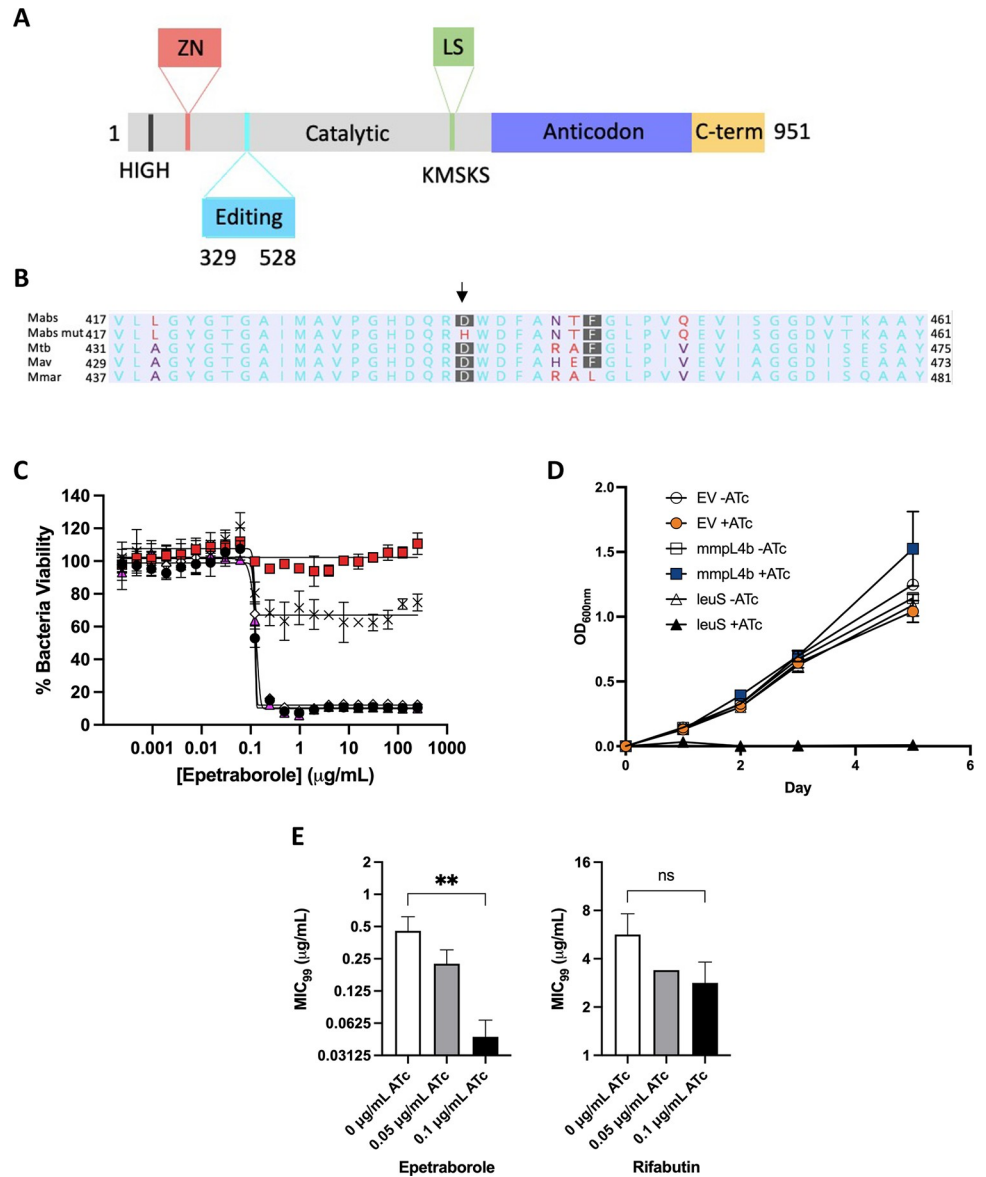 A
ZN
LS
1
Catalytic
Anticodon
C-term
951
HIGH
KMSKS
Editing
329 528
B
Mabs 417 V L L G Y G T G A I M A V P G H D Q R D W D F A N T F G L P V Q E V I S G G D V T K A A Y 461
Mabs mut 417 V L L G Y G T G A I M A V P G H D Q R H W D F A N T F G L P V Q E V I S G G D V T K A A Y 461
Mtb 431 V L A G Y G T G A I M A V P G H D Q R D W D F A R A F G L P I V E V I A G G N I S E A A Y 475
Mav 429 V L A G Y G T G A I M A V P G H D Q R D W D F A H E F G L P V V E V I A G G D I S E A A Y 473
Mmar 437 V L A G Y G T G A I M A V P G H D Q R D W D F A R A L G L P V V E V I A G G D I S Q A A Y 481
C
% Bacteria Viability
140
120
100
80
60
40
20
0
0.001 0.01 0.1 1 10 100 1000
[Epetraborole] (μg/mL)
D
OD600nm
2.0
1.5
1.0
0.5
0.0
0 2 4 6
Day
EV -ATc
EV +ATc
mmpL4b -ATc
mmpL4b +ATc
leuS -ATc
leuS +ATc
E
MIC99 (μg/mL)
2
1
0.5
0.25
0.125
0.0625
0.03125
**
0 μg/mL ATc
0.05 μg/mL ATc
0.1 μg/mL ATc
Epetraborole
MIC99 (μg/mL)
16
8
4
2
1
ns
0 μg/mL ATc
0.05 μg/mL ATc
0.1 μg/mL ATc
Rifabutin